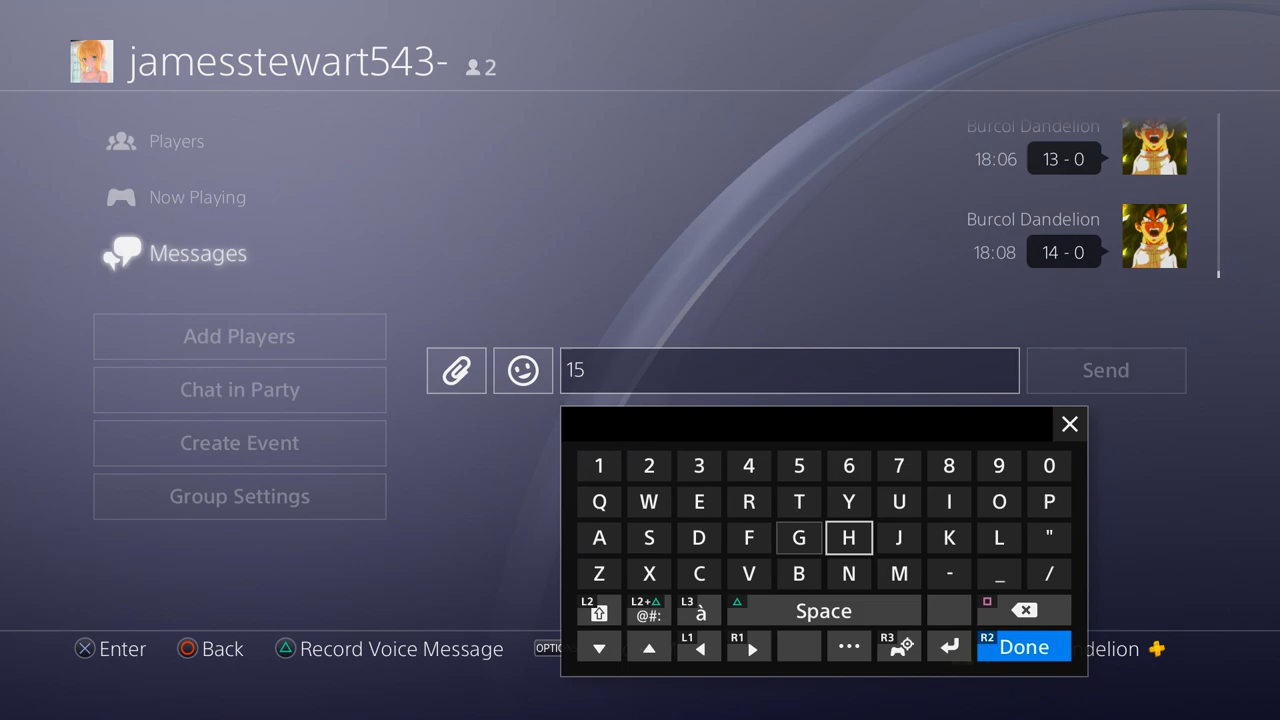 jamesstewart543-
2
Players
Now Playing
Messages
Burcol Dandelion
18:06 13 - 0
Burcol Dandelion
18:08 14 - 0
Add Players
Chat in Party
Create Event
Group Settings
15
Send
1 2 3 4 5 6 7 8 9 0
Q W E R T Y U I O P
A S D F G H J K L "
Z X C V B N M - _ /
L2 L2+△ @#: L3 à △ Space
L1 R1 ... R3 R2 Done
Enter Back Record Voice Message OPTIO ndelion